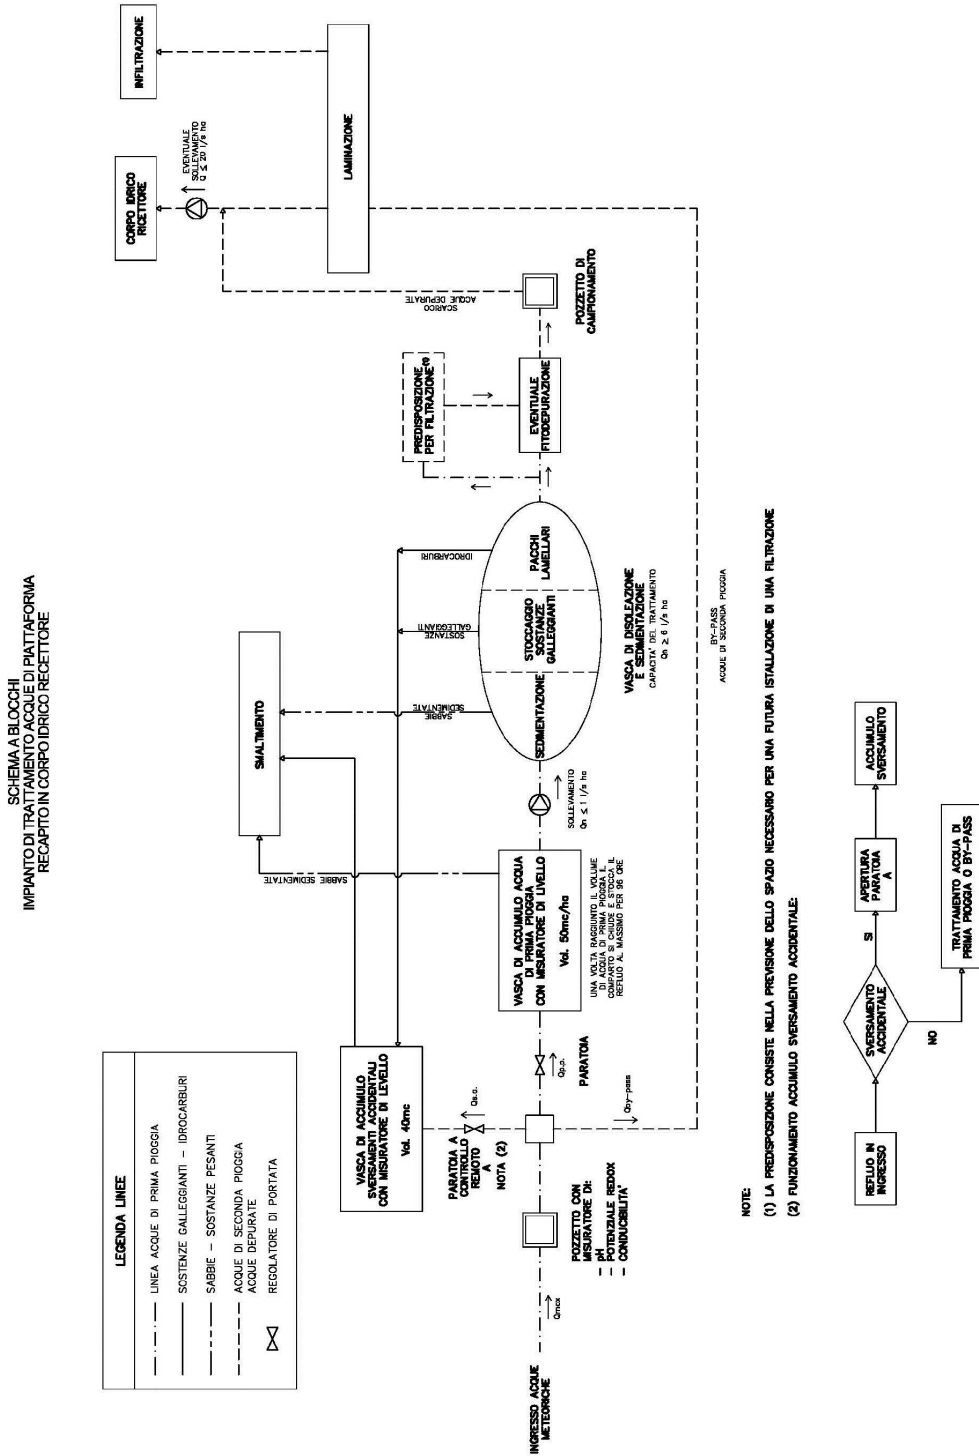 SCHEMA A BLOCCHI
IMPIANTO DI TRATTAMENTO ACQUE DI PIATTAFORMA
RECAPITO IN CORPO IDRICO RECETTORE
LEGENDA LINEE
LINEA ACQUE DI PRIMA PIOGGIA
SOSTENZE GALLEGGIANTI - IDROCARBURI
SABBIE - SOSTANZE PESANTI
ACQUE DI SECONDA PIOGGIA
ACQUE DEPURATE
REGOLATORE DI PORTATA
SMALTIMENTO
CORPO IDRICO
RICETTORE
INFILTRAZIONE
EVENTUALE
SOLLEVAMENTO
Q ≤ 20 l/s ha
LAMINAZIONE
VASCA DI ACCUMULO
SVERSAMENTI ACCIDENTALI
CON MISURATORE DI LEVELLO
Vol. 40mc
SABBIE SEDIMENTATE
SABBIE
SEDIMENTATE
SOSTANZE
GALLEGGIANTI
IDROCARBURI
PREDISPOSIZIONE
PER FILTRAZIONE(1)
SCARICO
ACQUE DEPURATE
PARATOIA A
CONTROLLO
REMOTO
A
NOTA (2)
Qs.a.
INGRESSO ACQUE
METEORICHE
Qmax
POZZETTO CON
MISURATORE DI:
- pH
- POTENZIALE REDOX
- CONDUCIBILITA'
Qby-pass
Qp.p.
PARATOIA
VASCA DI ACCUMULO ACQUA
DI PRIMA PIOGGIA
CON MISURATORE DI LIVELLO
Vol. 50mc/ha
UNA VOLTA RAGGIUNTO IL VOLUME
DI ACQUA DI PRIMA PIOGGIA IL
COMPARTO SI CHIUDE E STOCCA IL
REFLUO AL MASSIMO PER 96 ORE
SOLLEVAMENTO
Qn ≤ 1 l/s ha
SEDIMENTAZIONE
STOCCAGGIO
SOSTANZE
GALLEGGIANTI
PACCHI
LAMELLARI
VASCA DI DISOLEAZIONE
E SEDIMENTAZIONE
CAPACITA' DEL TRATTAMENTO
Qn ≥ 6 l/s ha
EVENTUALE
FITODEPURAZIONE
POZZETTO DI
CAMPIONAMENTO
BY-PASS
ACQUE DI SECONDA PIOGGIA
NOTE:
(1) LA PREDISPOSIZIONE CONSISTE NELLA PREVISIONE DELLO SPAZIO NECESSARIO PER UNA FUTURA ISTALLAZIONE DI UNA FILTRAZIONE
(2) FUNZIONAMENTO ACCUMULO SVERSAMENTO ACCIDENTALE:
REFLUO IN
INGRESSO
SVERSAMENTO
ACCIDENTALE
SI
APERTURA
PARATOIA
A
ACCUMULO
SVERSAMENTO
NO
TRATTAMENTO ACQUA DI
PRIMA PIOGGIA O BY-PASS